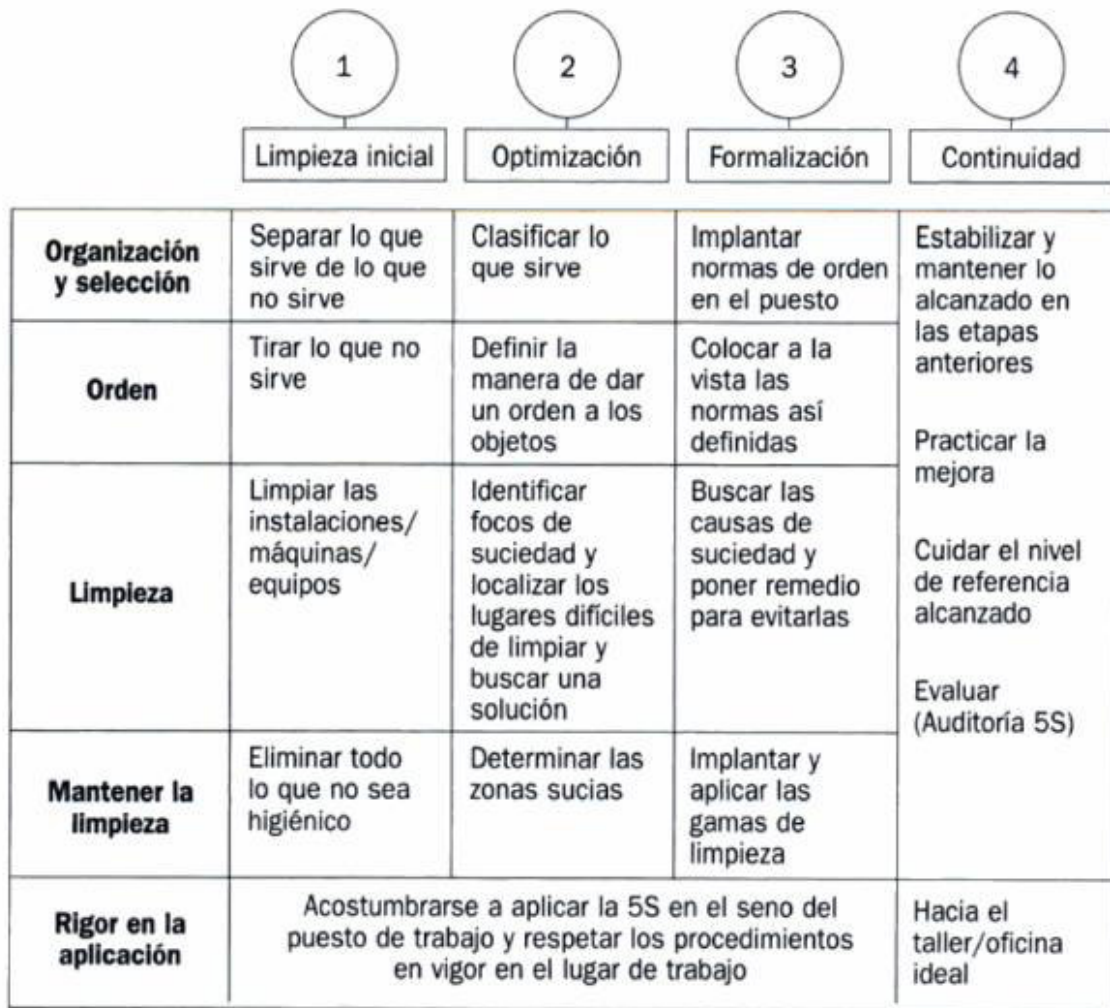 1
2
3
4
Limpieza inicial
Optimización
Formalización
Continuidad
Organización
y selección
Separar lo que
sirve de lo que
no sirve
Clasificar lo
que sirve
Implantar
normas de orden
en el puesto
Estabilizar y
mantener lo
alcanzado en
las etapas
anteriores
Practicar la
mejora
Cuidar el nivel
de referencia
alcanzado
Evaluar
(Auditoría 5S)
Orden
Tirar lo que no
sirve
Definir la
manera de dar
un orden a los
objetos
Colocar a la
vista las
normas así
definidas
Limpieza
Limpiar las
instalaciones/
máquinas/
equipos
Identificar
focos de
suciedad y
localizar los
lugares difíciles
de limpiar y
buscar una
solución
Buscar las
causas de
suciedad y
poner remedio
para evitarlas
Mantener la
limpieza
Eliminar todo
lo que no sea
higiénico
Determinar las
zonas sucias
Implantar y
aplicar las
gamas de
limpieza
Rigor en la
aplicación
Acostumbrarse a aplicar la 5S en el seno del
puesto de trabajo y respetar los procedimientos
en vigor en el lugar de trabajo
Hacia el
taller/oficina
ideal